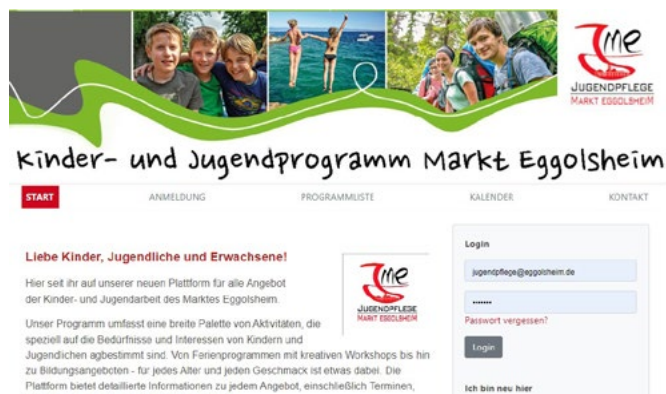 JME
JUGENDPFLEGE
MARKT EGGOLSHEIM
Kinder- und Jugendprogramm Markt Eggolsheim
START
ANMELDUNG
PROGRAMMLISTE
KALENDER
KONTAKT
Liebe Kinder, Jugendliche und Erwachsene!
Hier seit ihr auf unserer neuen Plattform für alle Angebot
der Kinder- und Jugendarbeit des Marktes Eggolsheim.
JME
JUGENDPFLEGE
MARKT EGGOLSHEIM
Unser Programm umfasst eine breite Palette von Aktivitäten, die
speziell auf die Bedürfnisse und Interessen von Kindern und
Jugendlichen agbestimmt sind. Von Ferienprogrammen mit kreativen Workshops bis hin
zu Bildungsangeboten - für jedes Alter und jeden Geschmack ist etwas dabei. Die
Plattform bietet detaillierte Informationen zu jedem Angebot, einschließlich Terminen,
Login
jugendpflege@eggolsheim.de
Passwort vergessen?
Login
Ich bin neu hier